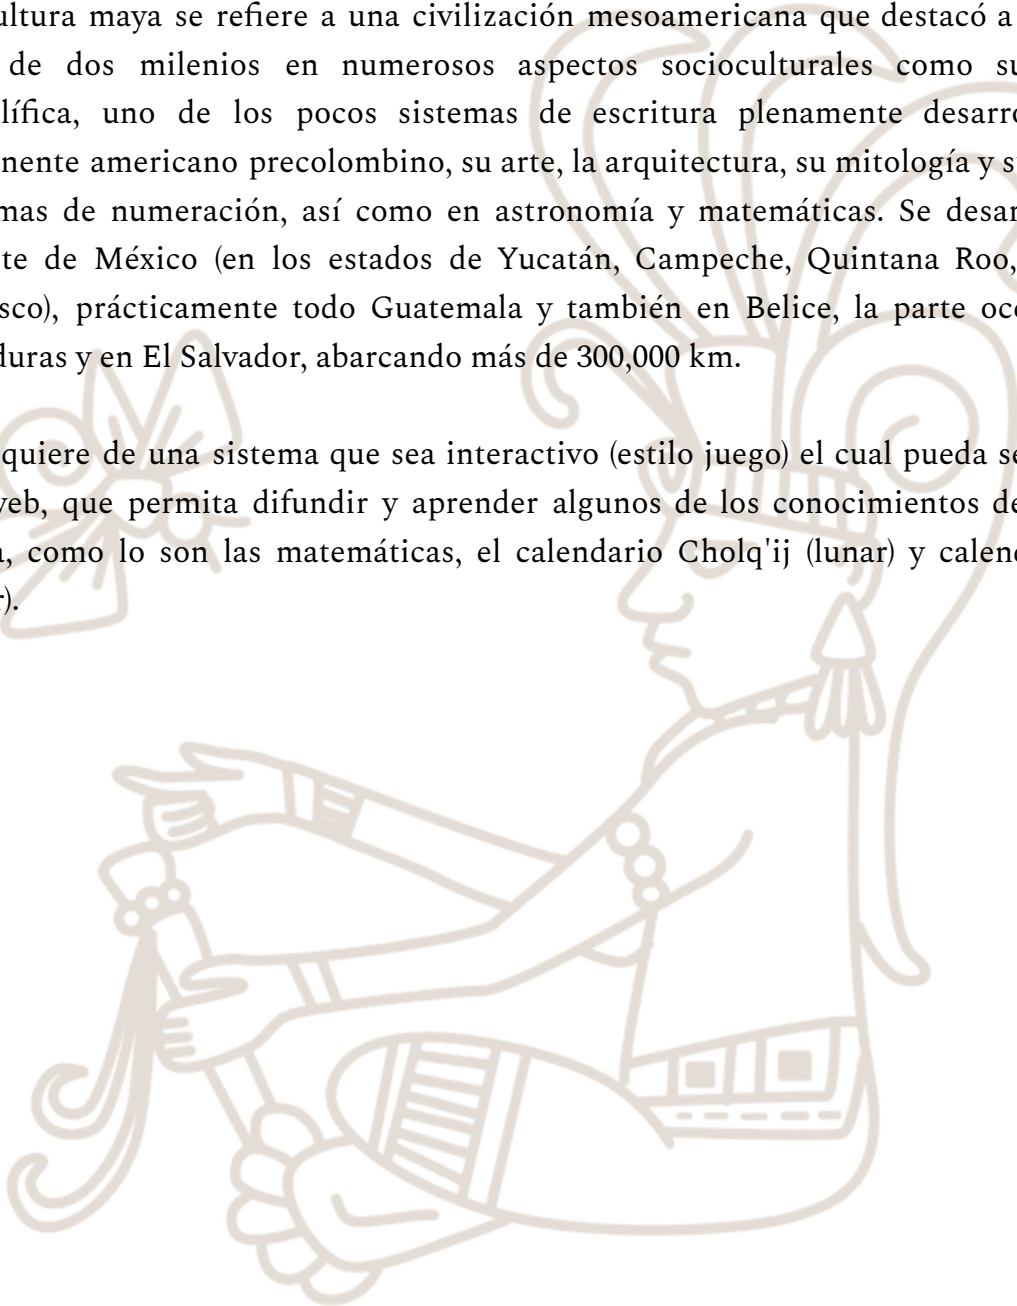 ultura maya se refiere a una civilización mesoamericana que destacó a
de dos milenios en numerosos aspectos socioculturales como su
lífica, uno de los pocos sistemas de escritura plenamente desarro
nente americano precolombino, su arte, la arquitectura, su mitología y s
mas de numeración, así como en astronomía y matemáticas. Se desar
te de México (en los estados de Yucatán, Campeche, Quintana Roo,
sco), prácticamente todo Guatemala y también en Belice, la parte occ
duras y en El Salvador, abarcando más de 300,000 km.
quiere de una sistema que sea interactivo (estilo juego) el cual pueda se
veb, que permita difundir y aprender algunos de los conocimientos de
a, como lo son las matemáticas, el calendario Cholq'ij (lunar) y calend
r).